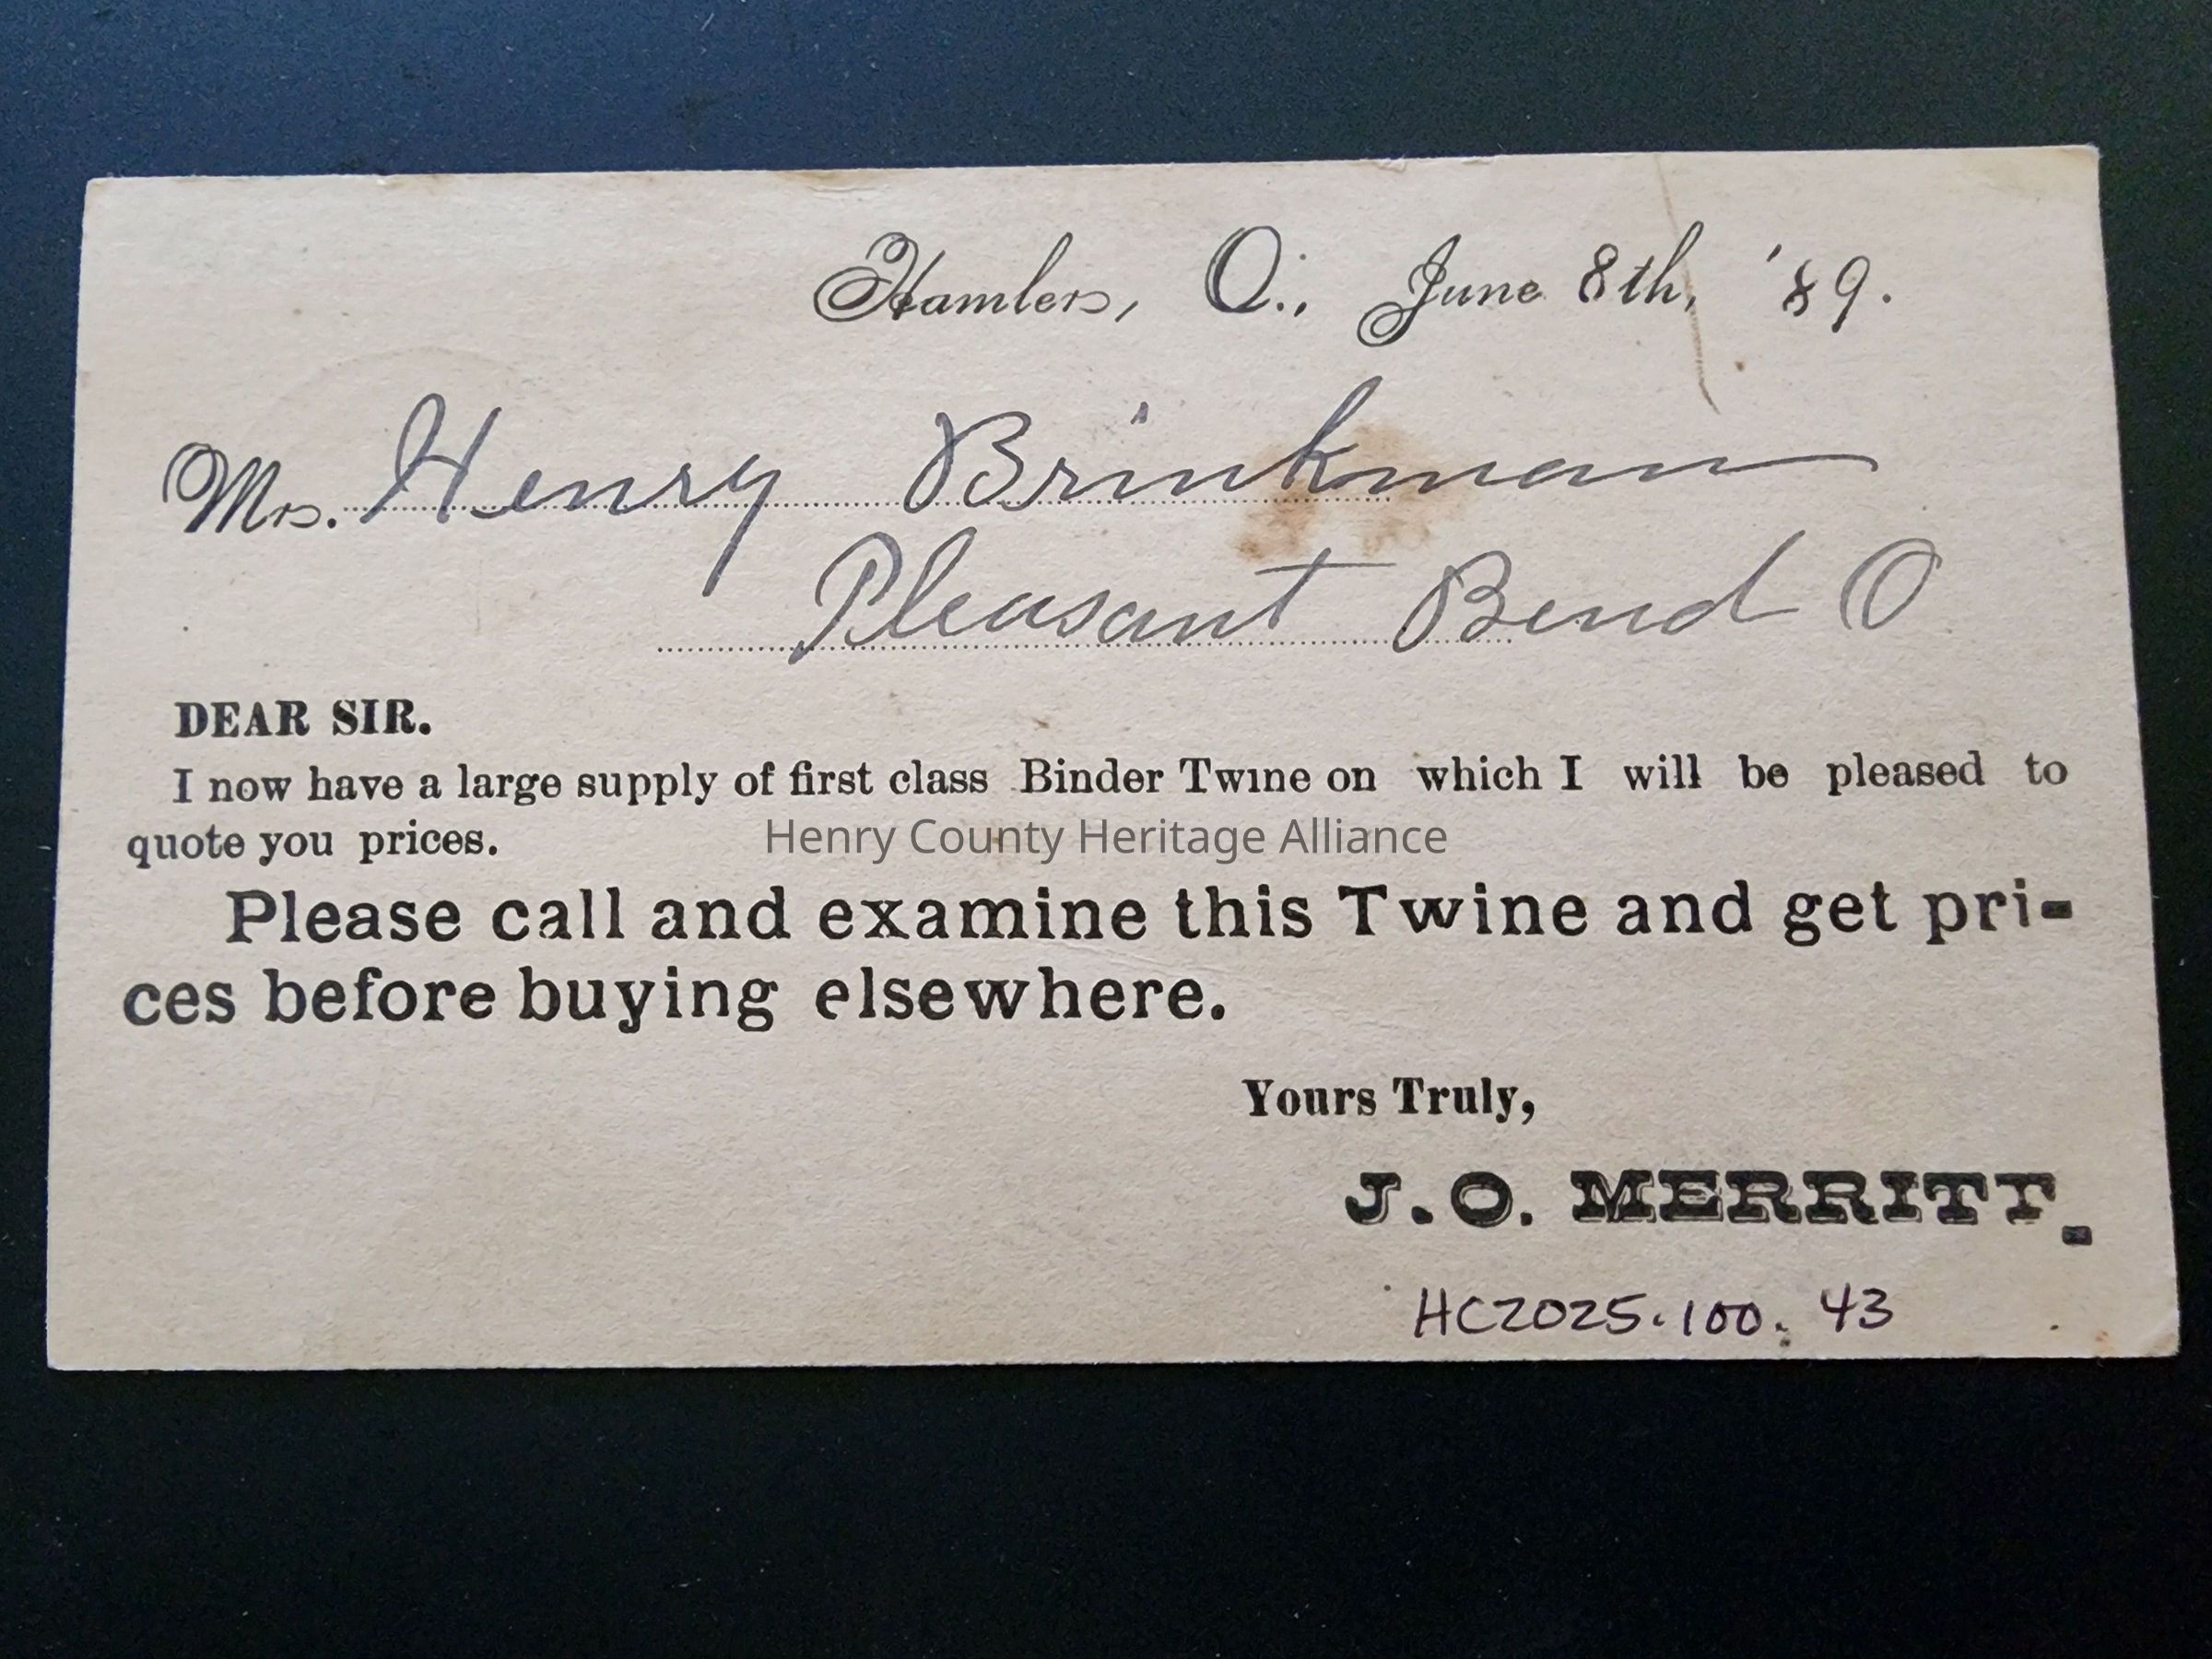 Hamler, O., June 8th, '89.
Mr. Henry Brinkman
Pleasant Bend O
DEAR SIR.
I now have a large supply of first class Binder Twine on which I will be pleased to
quote you prices.
Henry County Heritage Alliance
Please call and examine this Twine and get pri-
ces before buying elsewhere.
Yours Truly,
J. O. MERRITT.
HC2025.100.43